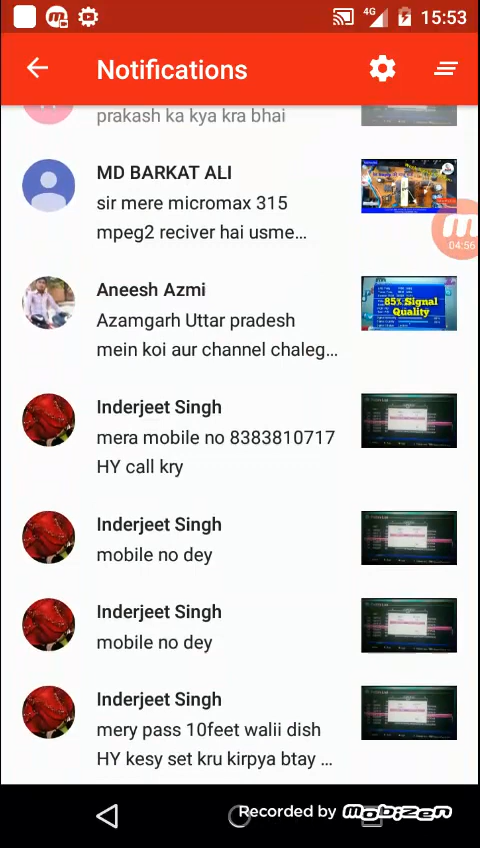 4G
15:53
Notifications
prakash ka kya kra bhai
MD BARKAT ALI
sir mere micromax 315
mpeg2 reciver hai usme...
04:56
Aneesh Azmi
Azamgarh Uttar pradesh
mein koi aur channel chaleg...
85% Signal
Quality
Inderjeet Singh
mera mobile no 8383810717
HY call kry
Inderjeet Singh
mobile no dey
Inderjeet Singh
mobile no dey
Inderjeet Singh
mery pass 10feet walii dish
HY kesy set kru kirpya btay ...
Recorded by mobizen